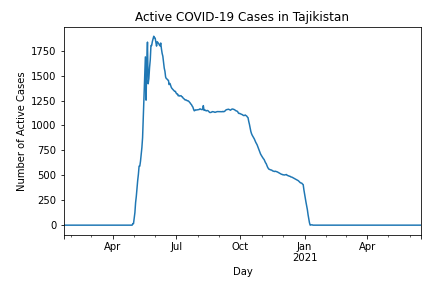 Active COVID-19 Cases in Tajikistan
Number of Active Cases
1750
1500
1250
1000
750
500
250
0
Apr
Jul
Oct
Jan
2021
Apr
Day